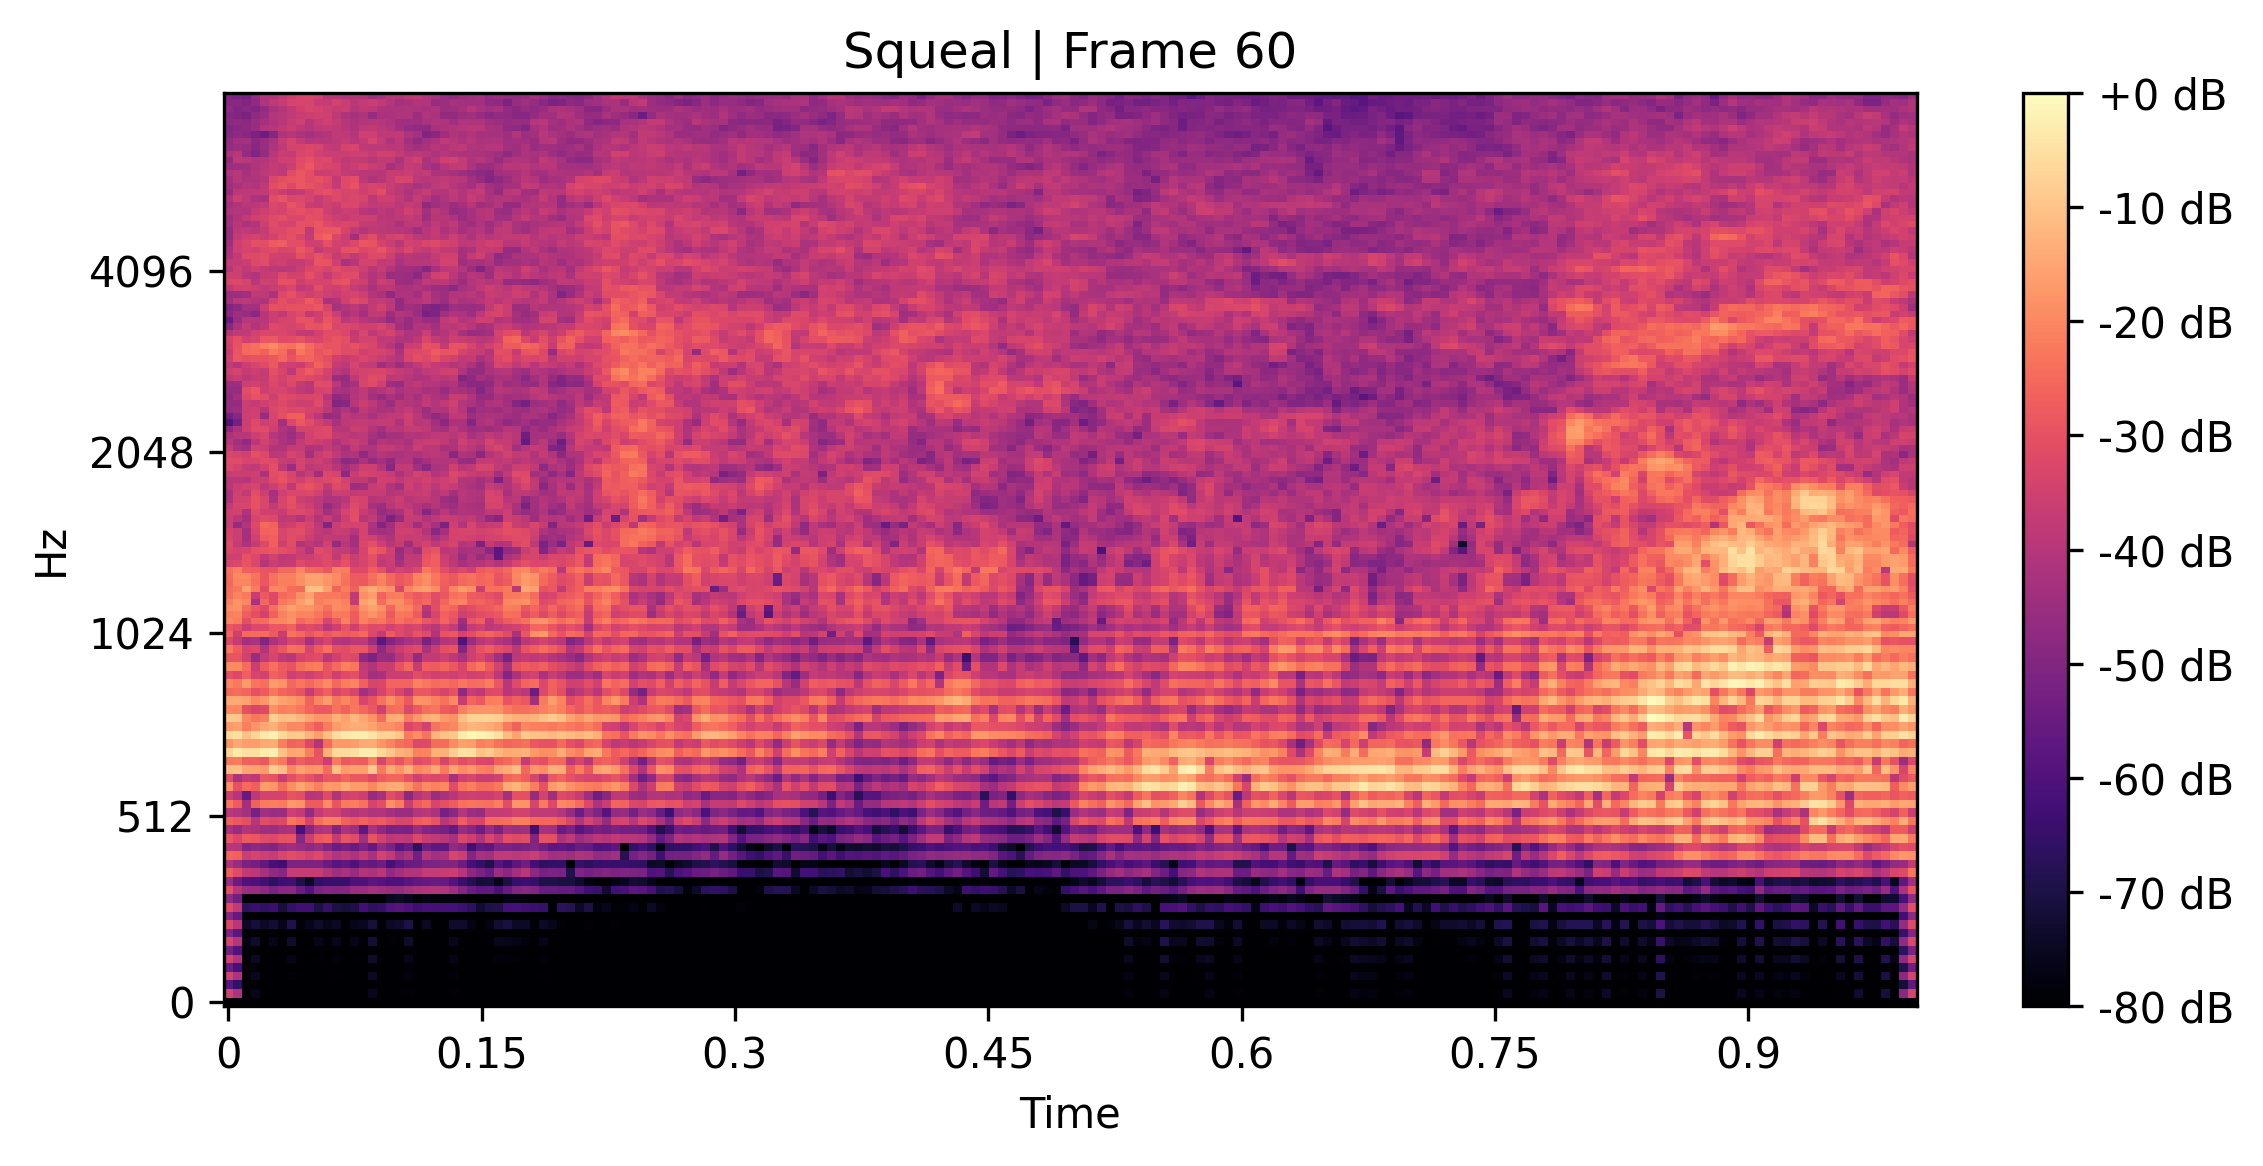 Squeal | Frame 60
+0 dB
-10 dB
-20 dB
-30 dB
-40 dB
-50 dB
-60 dB
-70 dB
-80 dB
Hz
4096
2048
1024
512
0
0 0.15 0.3 0.45 0.6 0.75 0.9
Time